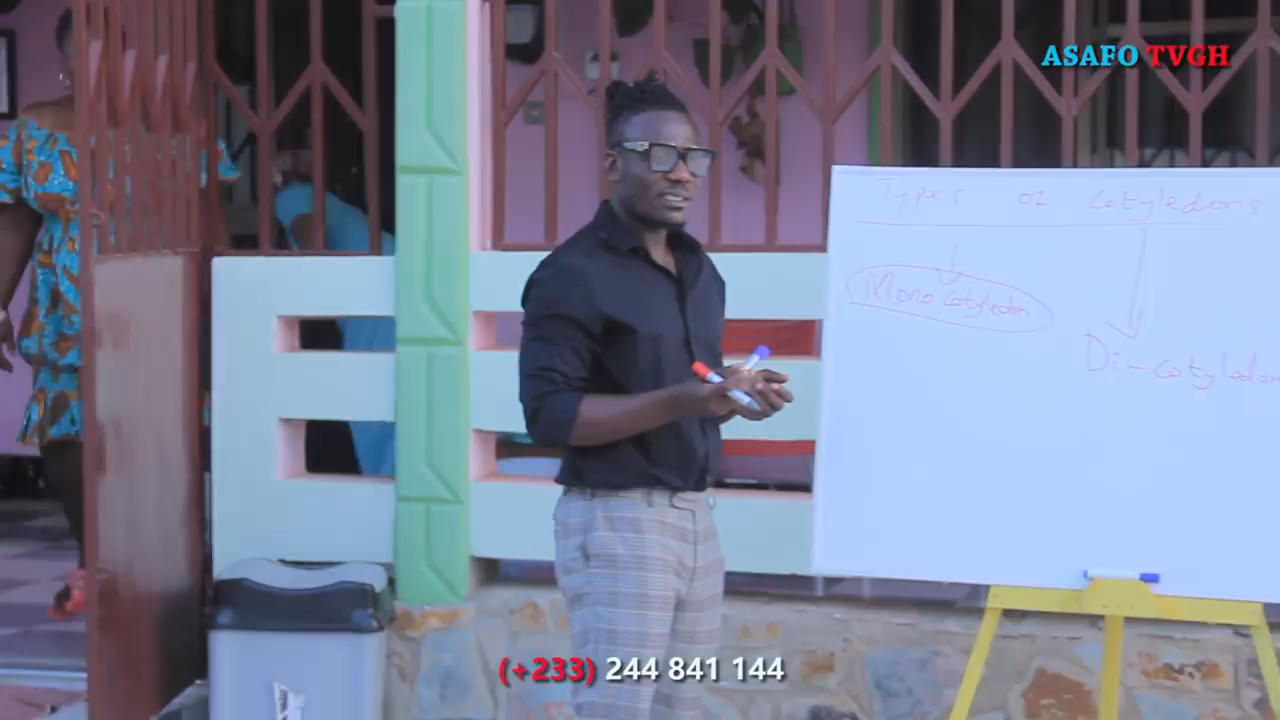 ASAFO TVGH
Types of Cotyledons
Mono cotyledon
Di-cotyledon
(+233) 244 841 144